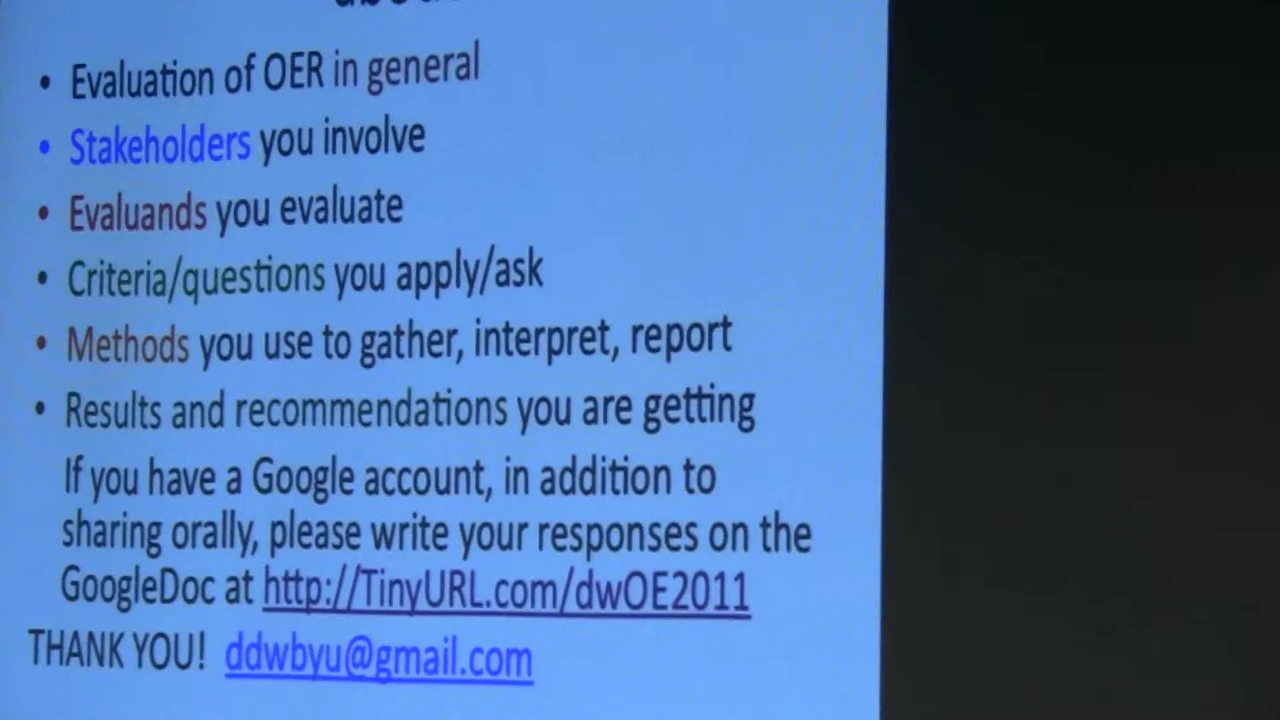 • Evaluation of OER in general
• Stakeholders you involve
• Evaluands you evaluate
• Criteria/questions you apply/ask
• Methods you use to gather, interpret, report
• Results and recommendations you are getting
If you have a Google account, in addition to
sharing orally, please write your responses on the
GoogleDoc at http://TinyURL.com/dwOE2011
THANK YOU! ddwbyu@gmail.com